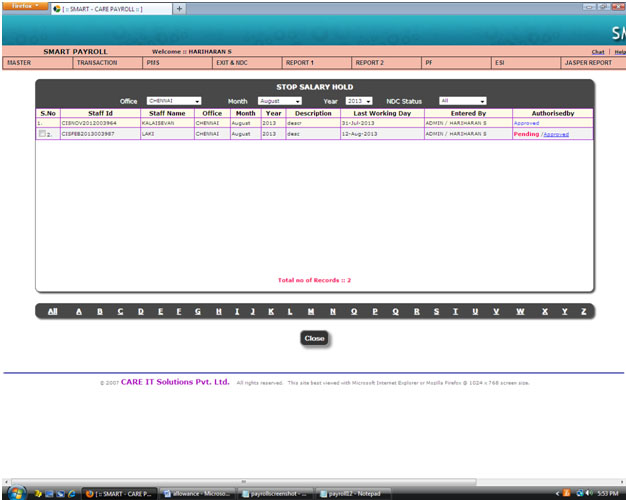 Firefox
[ :: SMART - CARE PAYROLL :: ]
SM
SMART PAYROLL Welcome :: HARIHARAN S Chat | Help
MASTER TRANSACTION PMS EXIT & NDC REPORT 1 REPORT 2 PF ESI JASPER REPORT
STOP SALARY HOLD
Office CHENNAI Month August Year 2013 NDC Status All
S.No Staff Id Staff Name Office Month Year Description Last Working Day Entered By Authorisedby
1. CISNOV2012003964 KALAISEVAN CHENNAI August 2013 descr 31-Jul-2013 ADMIN / HARIHARAN S Approved
2. CISFEB2013003987 LAKI CHENNAI August 2013 desc 12-Aug-2013 ADMIN / HARIHARAN S Pending /Approved
Total no of Records :: 2
All A B C D E F G H I J K L M N O P Q R S T U V W X Y Z
Close
© 2007 CARE IT Solutions Pvt. Ltd. All rights reserved. This site best viewed with Microsoft Internet Explorer or Mozilla Firefox @ 1024 x 768 screen size.
[ :: SMART - CARE P... allowance - Microso... payrollscreenshot - ... payroll12 - Notepad 5:53 PM